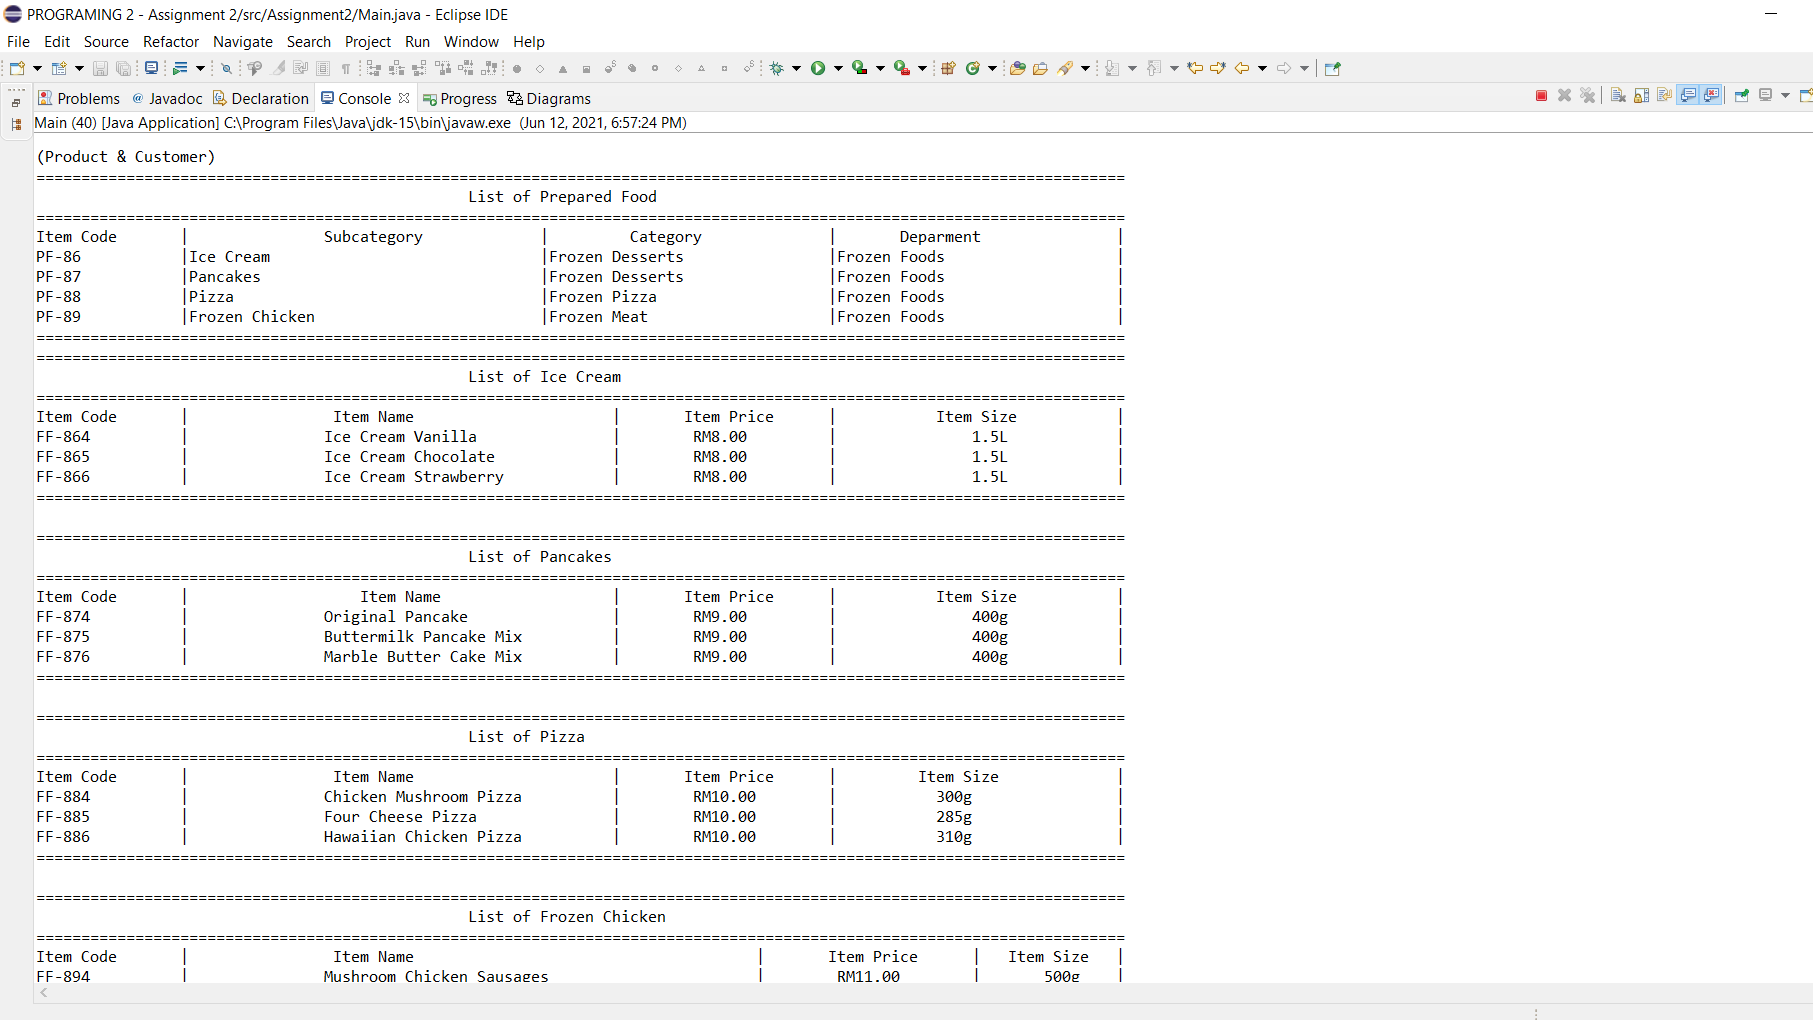 PROGRAMING 2 - Assignment 2/src/Assignment2/Main.java - Eclipse IDE
File Edit Source Refactor Navigate Search Project Run Window Help
Problems @ Javadoc Declaration Console Progress Diagrams
Main (40) [Java Application] C:\Program Files\Java\jdk-15\bin\javaw.exe (Jun 12, 2021, 6:57:24 PM)
(Product & Customer)
=========================================================================================================================
List of Prepared Food
=========================================================================================================================
Item Code | Subcategory | Category | Deparment |
PF-86 |Ice Cream |Frozen Desserts |Frozen Foods |
PF-87 |Pancakes |Frozen Desserts |Frozen Foods |
PF-88 |Pizza |Frozen Pizza |Frozen Foods |
PF-89 |Frozen Chicken |Frozen Meat |Frozen Foods |
=========================================================================================================================
=========================================================================================================================
List of Ice Cream
=========================================================================================================================
Item Code | Item Name | Item Price | Item Size |
FF-864 | Ice Cream Vanilla | RM8.00 | 1.5L |
FF-865 | Ice Cream Chocolate | RM8.00 | 1.5L |
FF-866 | Ice Cream Strawberry | RM8.00 | 1.5L |
=========================================================================================================================
=========================================================================================================================
List of Pancakes
=========================================================================================================================
Item Code | Item Name | Item Price | Item Size |
FF-874 | Original Pancake | RM9.00 | 400g |
FF-875 | Buttermilk Pancake Mix | RM9.00 | 400g |
FF-876 | Marble Butter Cake Mix | RM9.00 | 400g |
=========================================================================================================================
=========================================================================================================================
List of Pizza
=========================================================================================================================
Item Code | Item Name | Item Price | Item Size |
FF-884 | Chicken Mushroom Pizza | RM10.00 | 300g |
FF-885 | Four Cheese Pizza | RM10.00 | 285g |
FF-886 | Hawaiian Chicken Pizza | RM10.00 | 310g |
=========================================================================================================================
=========================================================================================================================
List of Frozen Chicken
=========================================================================================================================
Item Code | Item Name | Item Price | Item Size |
FF-894 | Mushroom Chicken Sausages | RM11.00 | 500g |